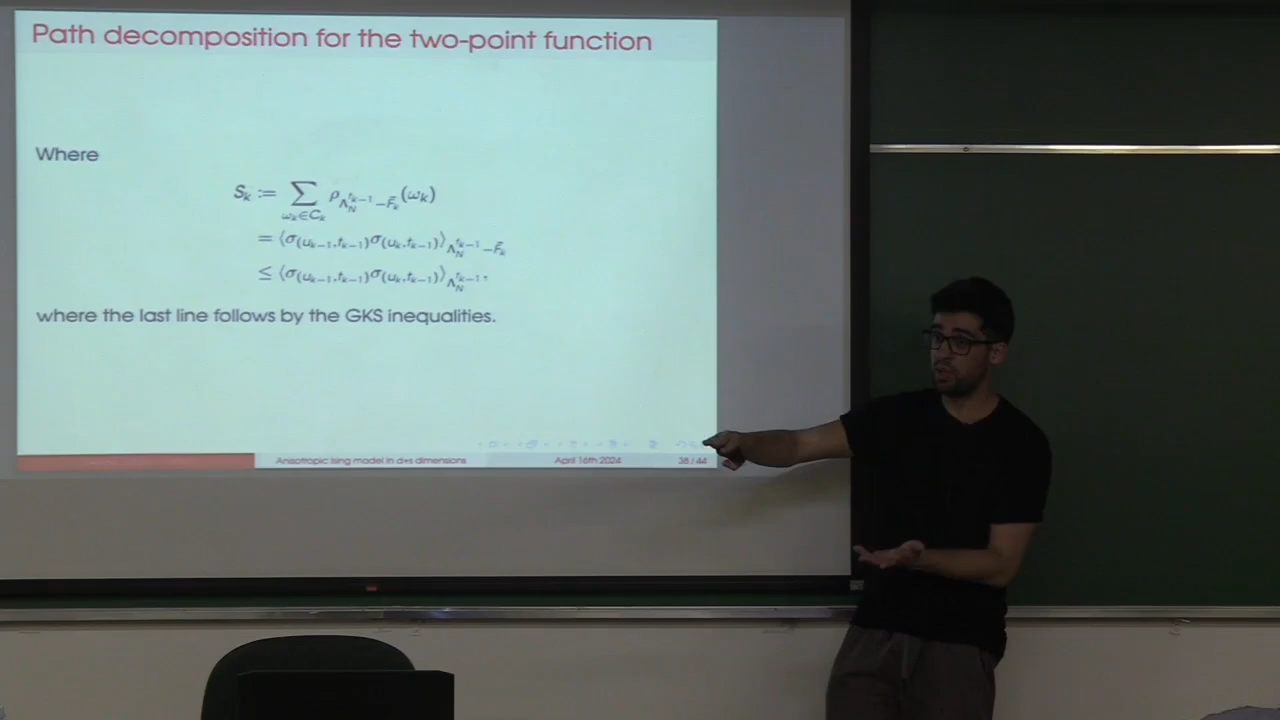 Path decomposition for the two-point function
Where
S_k := ∑_{ω_k∈C_k} ρ_{Λ_N^{t_{k-1}} − F̄_k}(ω_k)
= ⟨σ_{(u_{k-1},t_{k-1})}σ_{(u_k,t_{k-1})}⟩_{Λ_N^{t_{k-1}} − F̄_k}
≤ ⟨σ_{(u_{k-1},t_{k-1})}σ_{(u_k,t_{k-1})}⟩_{Λ_N^{t_{k-1}}},
where the last line follows by the GKS inequalities.
Anisotropic Ising model in d+s dimensions April 16th 2024 38 / 44